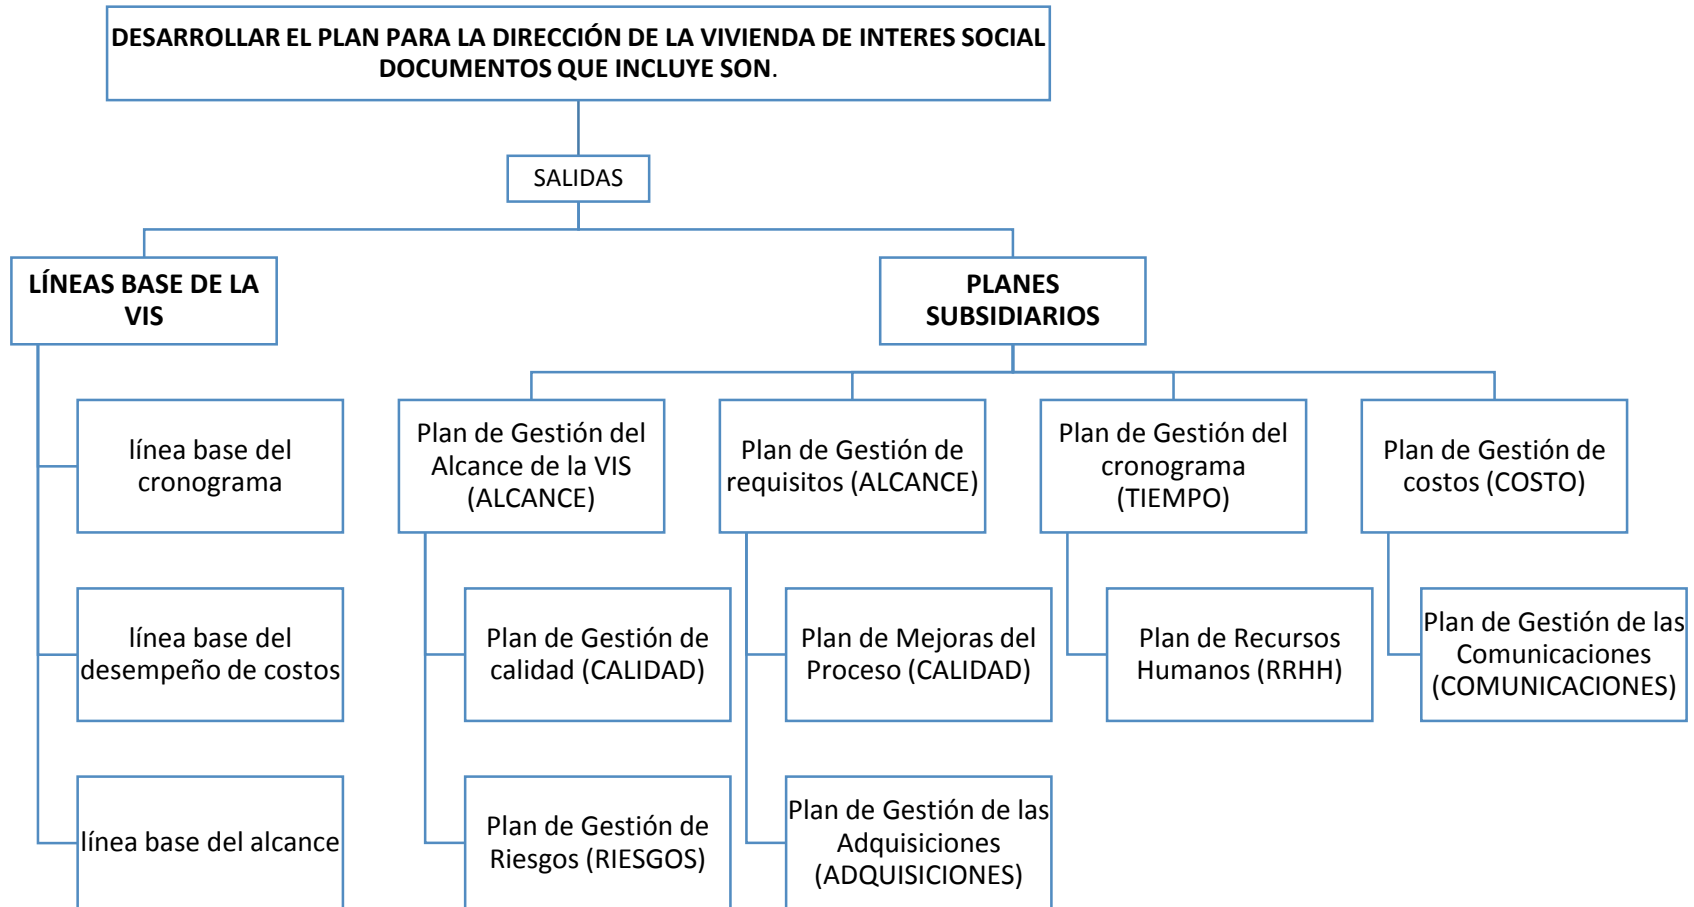 DESARROLLAR EL PLAN PARA LA DIRECCIÓN DE LA VIVIENDA DE INTERES SOCIAL
DOCUMENTOS QUE INCLUYE SON.
SALIDAS
LÍNEAS BASE DE LA
VIS
línea base del
cronograma
línea base del
desempeño de costos
línea base del alcance
PLANES
SUBSIDIARIOS
Plan de Gestión del
Alcance de la VIS
(ALCANCE)
Plan de Gestión de
calidad (CALIDAD)
Plan de Gestión de
Riesgos (RIESGOS)
Plan de Gestión de
requisitos (ALCANCE)
Plan de Mejoras del
Proceso (CALIDAD)
Plan de Gestión de las
Adquisiciones
(ADQUISICIONES)
Plan de Gestión del
cronograma
(TIEMPO)
Plan de Recursos
Humanos (RRHH)
Plan de Gestión de
costos (COSTO)
Plan de Gestión de las
Comunicaciones
(COMUNICACIONES)